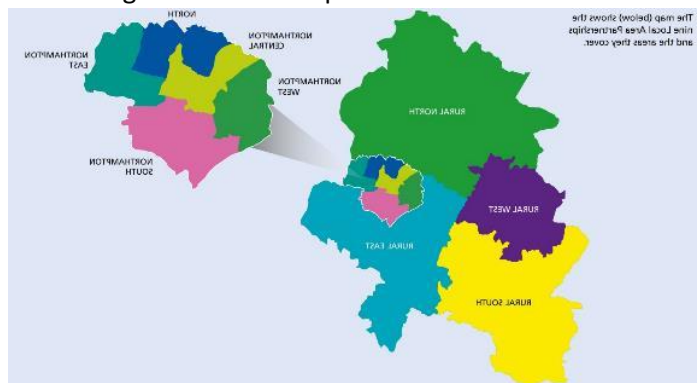 The map (below) shows the
nine Local Area Partnerships
and the areas they cover.
NORTH
NORTHAMPTON
CENTRAL
NORTHAMPTON
EAST
NORTHAMPTON
WEST
NORTHAMPTON
SOUTH
RURAL NORTH
RURAL WEST
RURAL EAST
RURAL SOUTH